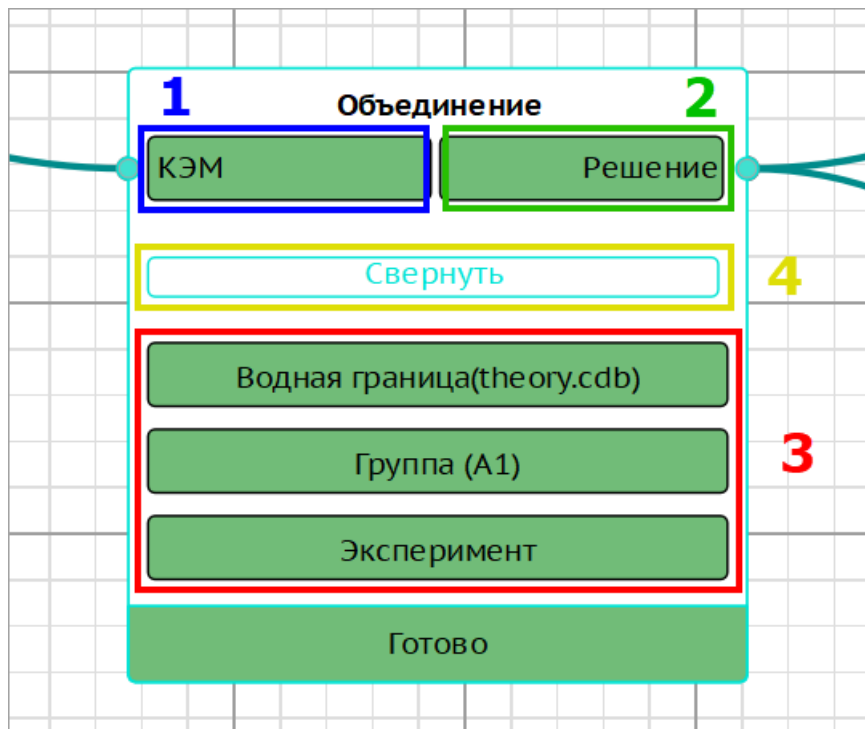 1 Объединение 2
КЭМ Решение
Свернуть 4
Водная граница(theory.cdb)
Группа (А1) 3
Эксперимент
Готово